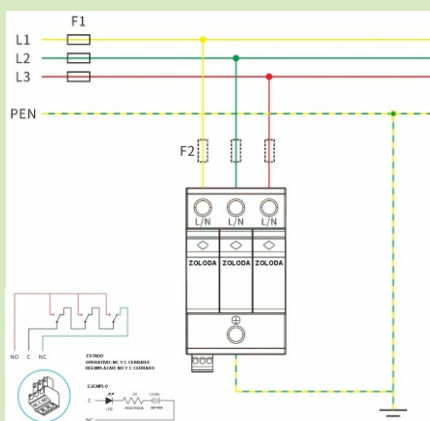 F1
L1
L2
L3
PEN
F2
L/N L/N L/N
ZOLODA ZOLODA ZOLODA
NO C NC
ESTADO
OPERATIVO: NC Y C CERRADO
REEMPLAZAR: NO Y C CERRADO
EJEMPLO
C
LED
NC